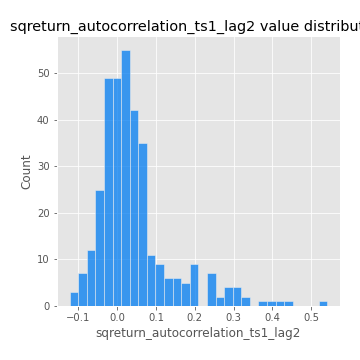 sqreturn_autocorrelation_ts1_lag2 value distribut
50
40
30
20
10
0
Count
−0.1 0.0 0.1 0.2 0.3 0.4 0.5
sqreturn_autocorrelation_ts1_lag2